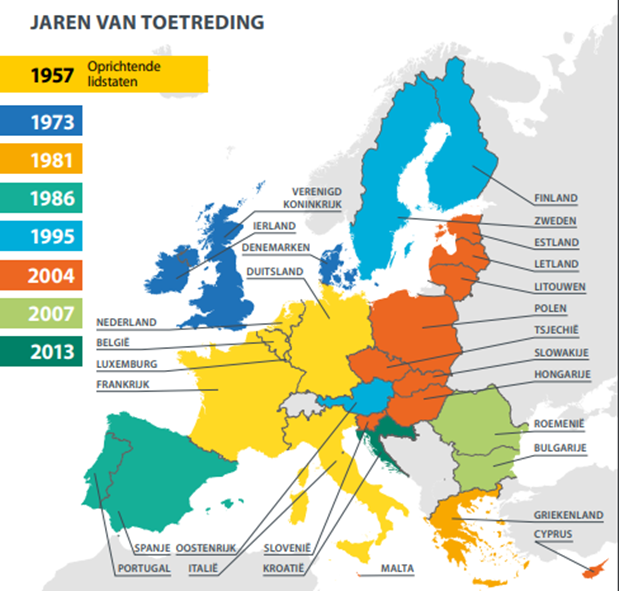 JAREN VAN TOETREDING
1957 Oprichtende
lidstaten
1973
1981
1986
1995
2004
2007
2013
VERENIGD
KONINKRIJK
IERLAND
DENEMARKEN
DUITSLAND
NEDERLAND
BELGIË
LUXEMBURG
FRANKRIJK
FINLAND
ZWEDEN
ESTLAND
LETLAND
LITOUWEN
POLEN
TSJECHIË
SLOWAKIJE
HONGARIJE
ROEMENIË
BULGARIJE
GRIEKENLAND
CYPRUS
SPANJE
OOSTENRIJK
SLOVENIË
PORTUGAL
ITALIË
KROATIË
MALTA